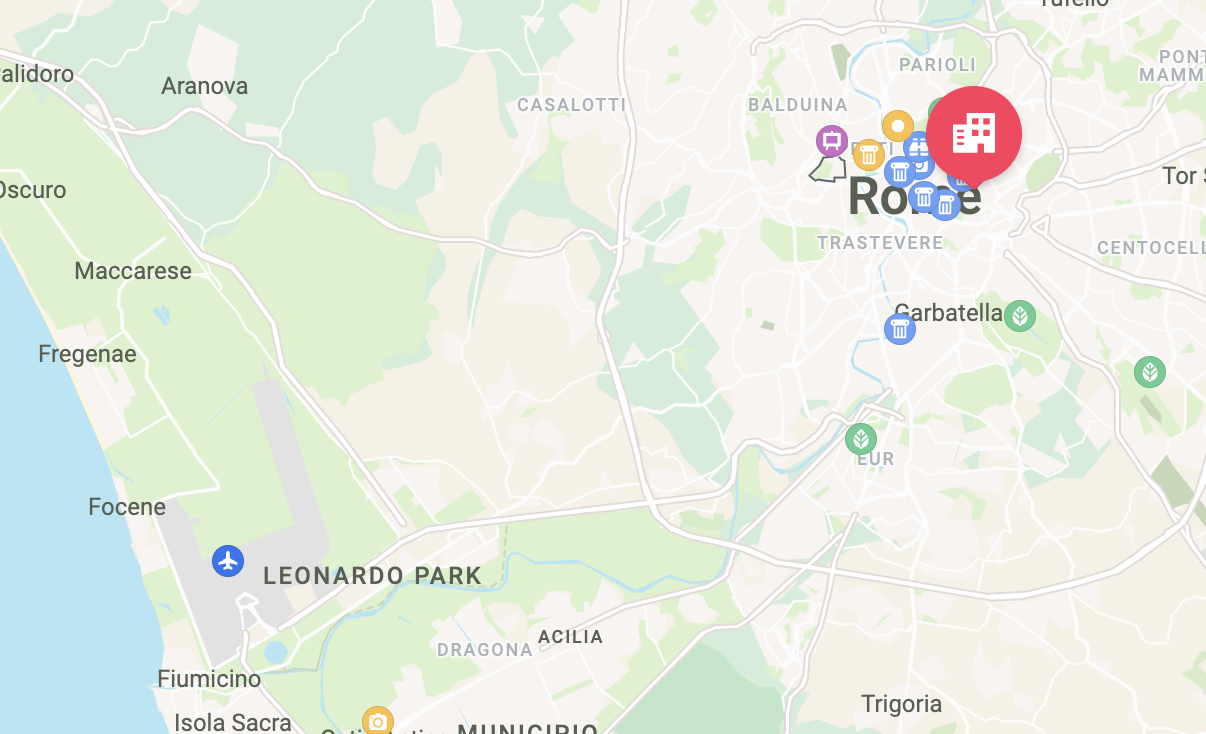 Tufello
alidoro
Aranova
CASALOTTI
BALDUINA
PARIOLI
PONT
MAMM
Oscuro
Rome
Tor S
TRASTEVERE
CENTOCELL
Maccarese
Garbatella
Fregenae
EUR
Focene
LEONARDO PARK
ACILIA
DRAGONA
Fiumicino
Isola Sacra
Trigoria
MUNICIPIO